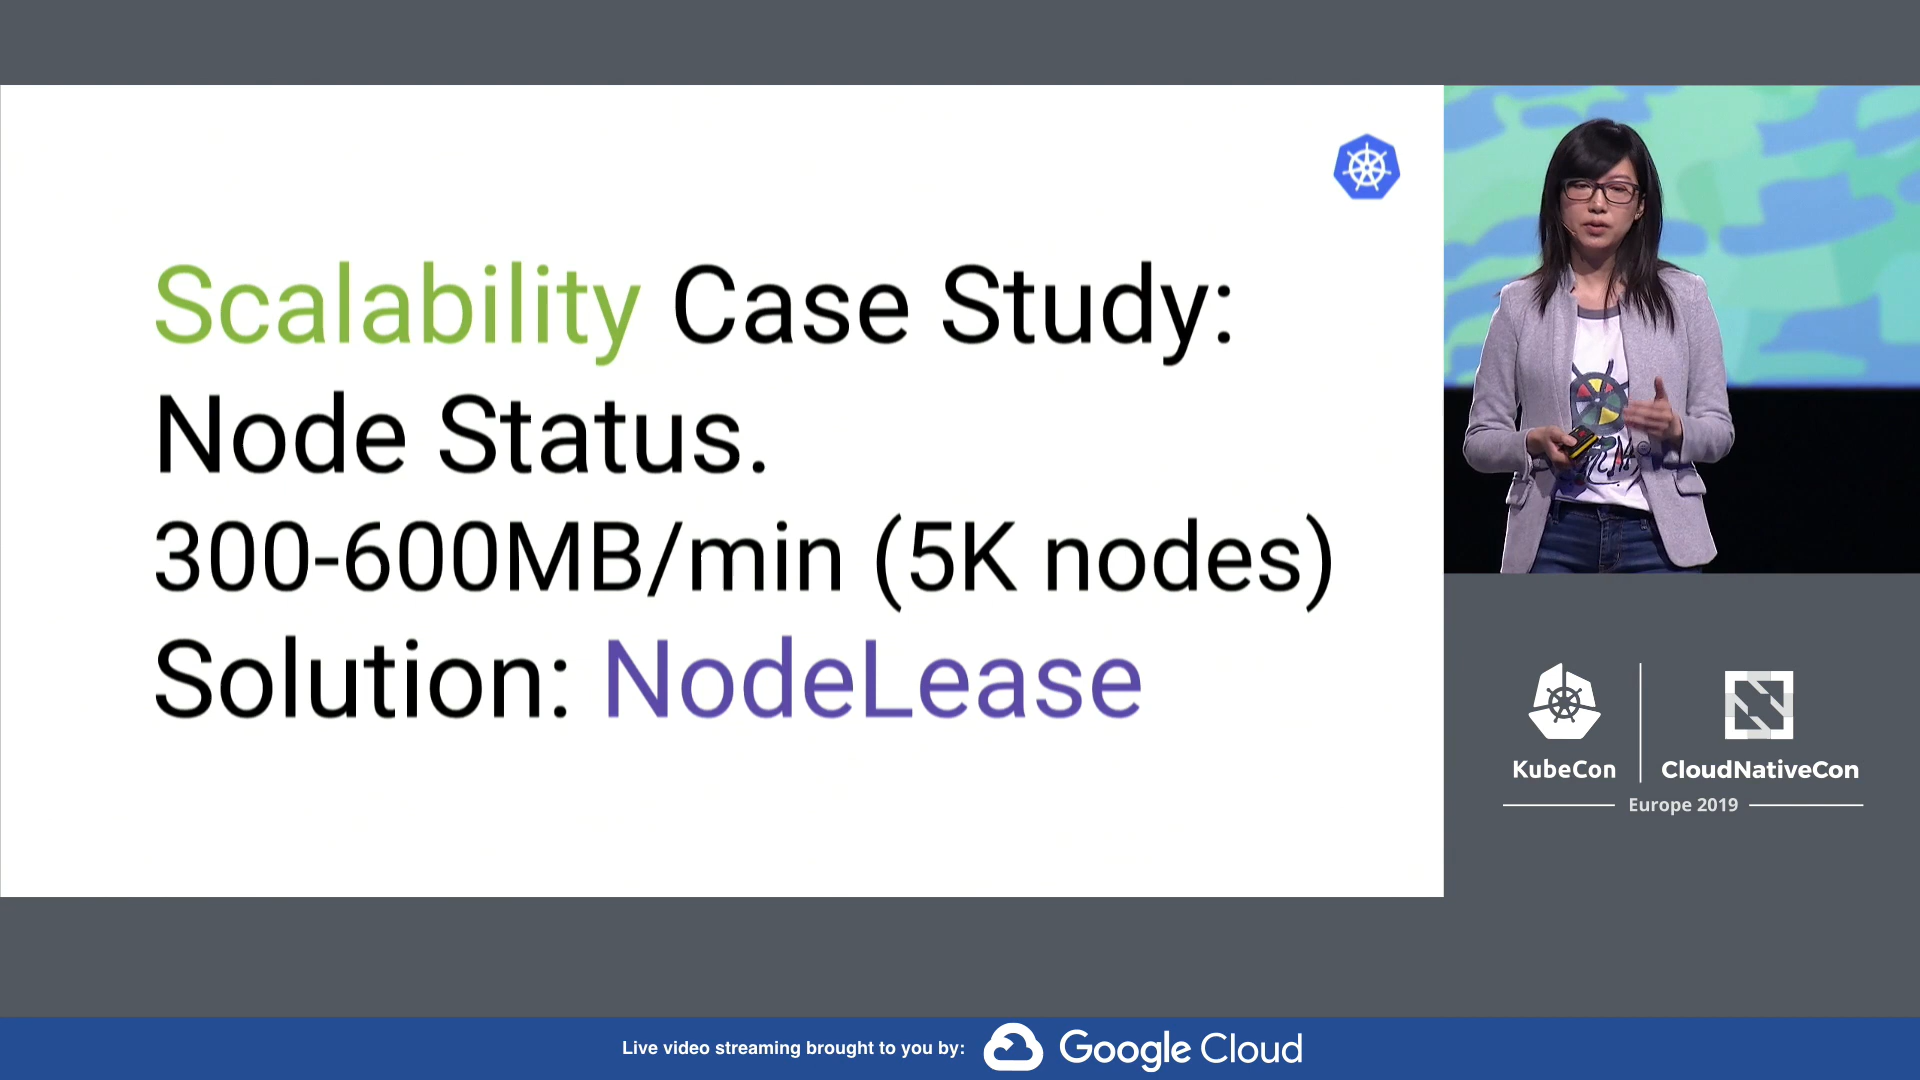 Scalability Case Study:
Node Status.
300-600MB/min (5K nodes)
Solution: NodeLease
KubeCon
CloudNativeCon
Europe 2019
Live video streaming brought to you by:
Google Cloud